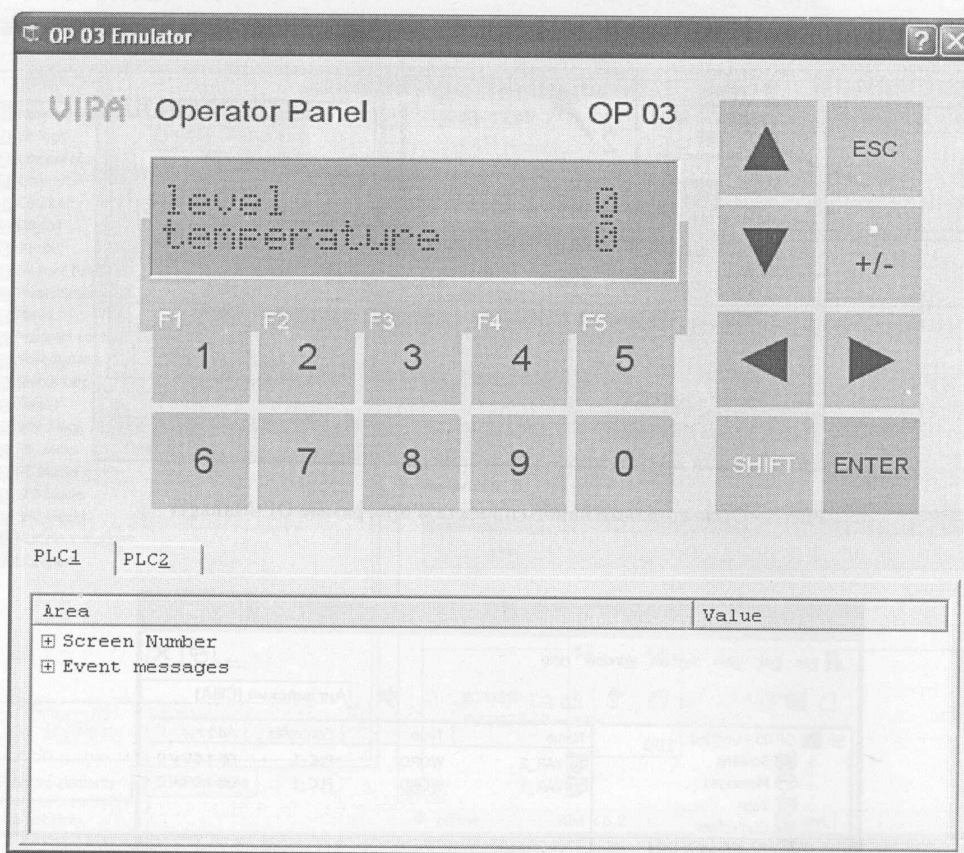 OP 03 Emulator
VIPA Operator Panel OP 03
level 0
temperature 0
ESC
+/-
F1 F2 F3 F4 F5
1 2 3 4 5
6 7 8 9 0
SHIFT ENTER
PLC1 PLC2
Area Value
Screen Number
Event messages